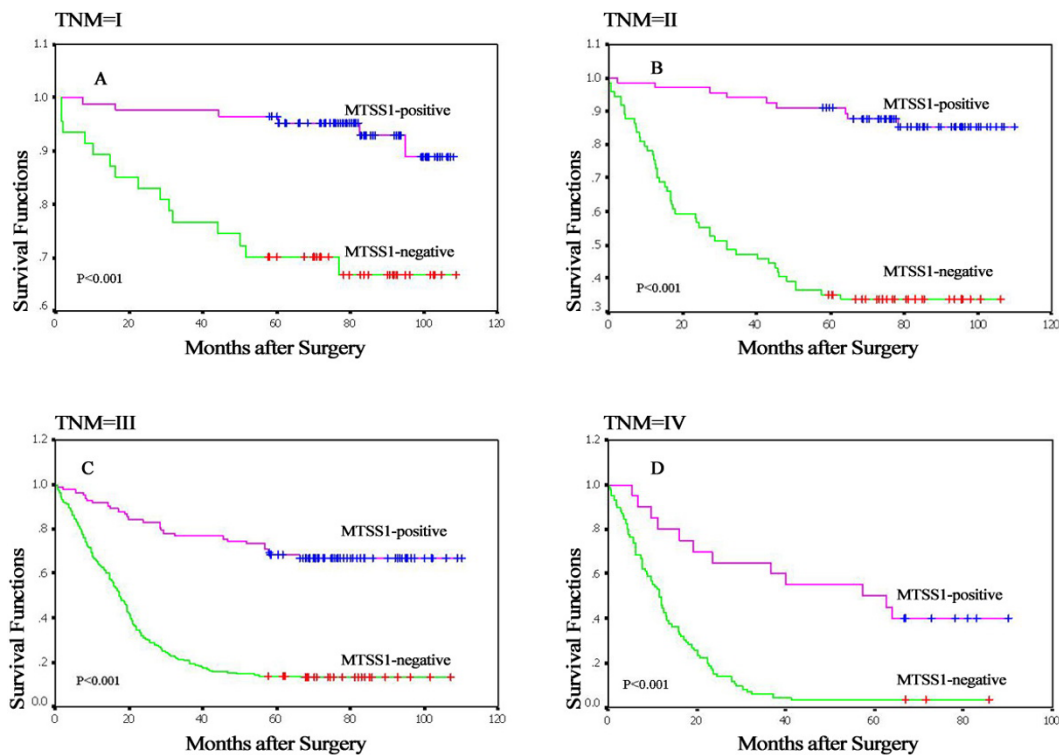 TNM=I
1.1
A
1.0
MTSS1-positive
.9
.8
MTSS1-negative
.7
P<0.001
.6
0 20 40 60 80 100 120
Survival Functions
Months after Surgery
TNM=II
1.1
B
1.0
MTSS1-positive
.9
.8
.7
.6
.5
MTSS1-negative
.4
P<0.001
.3
0 20 40 60 80 100 120
Survival Functions
Months after Surgery
TNM=III
1.2
C
1.0
MTSS1-positive
.8
.6
.4
MTSS1-negative
.2
P<0.001
0.0
0 20 40 60 80 100 120
Survival Functions
Months after Surgery
TNM=IV
1.2
D
1.0
.8
.6
MTSS1-positive
.4
.2
MTSS1-negative
P<0.001
0.0
0 20 40 60 80 100
Survival Functions
Months after Surgery